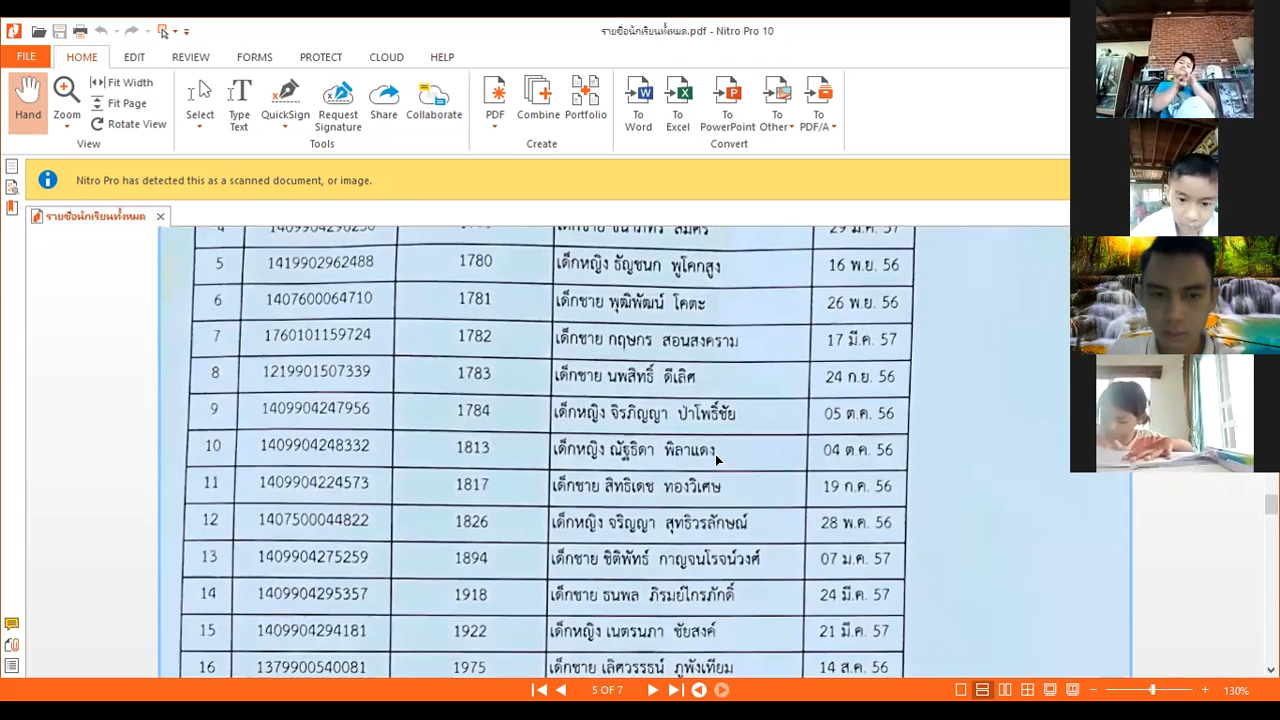 รายชื่อนักเรียนทั้งหมด.pdf - Nitro Pro 10
FILE HOME EDIT REVIEW FORMS PROTECT CLOUD HELP
Hand Zoom Fit Width Fit Page Rotate View Select Type Text QuickSign Request Signature Share Collaborate PDF Combine Portfolio To Word To Excel To PowerPoint To Other To PDF/A
View Tools Create Convert
Nitro Pro has detected this as a scanned document, or image.
รายชื่อนักเรียนทั้งหมด
4 29 มี.ค. 57
5 1419902962488 1780 เด็กหญิง ธัญชนก พูโคกสูง 16 พ.ย. 56
6 1407600064710 1781 เด็กชาย พุฒิพัฒน์ โคตะ 26 พ.ย. 56
7 1760101159724 1782 เด็กชาย กฤษกร สอนสงคราม 17 มี.ค. 57
8 1219901507339 1783 เด็กชาย นพสิทธิ์ ดีเลิศ 24 ก.ย. 56
9 1409904247956 1784 เด็กหญิง จิรภิญญา ป่าโพธิ์ชัย 05 ต.ค. 56
10 1409904248332 1813 เด็กหญิง ณัฐธิดา พิลาแดง 04 ต.ค. 56
11 1409904224573 1817 เด็กชาย สิทธิเดช ทองวิเศษ 19 ก.ค. 56
12 1407500044822 1826 เด็กหญิง จริญญา สุทธิวรลักษณ์ 28 พ.ค. 56
13 1409904275259 1894 เด็กชาย ชิติพัทธ์ กาญจนโรจน์วงศ์ 07 ม.ค. 57
14 1409904295357 1918 เด็กชาย ธนพล ภิรมย์ไกรภักดิ์ 24 มี.ค. 57
15 1409904294181 1922 เด็กหญิง เนตรนภา ชัยสงค์ 21 มี.ค. 57
16 1379900540081 1975 เด็กชาย เลิศวรรธน์ ภูพังเทียม 14 ส.ค. 56
5 OF 7
130%